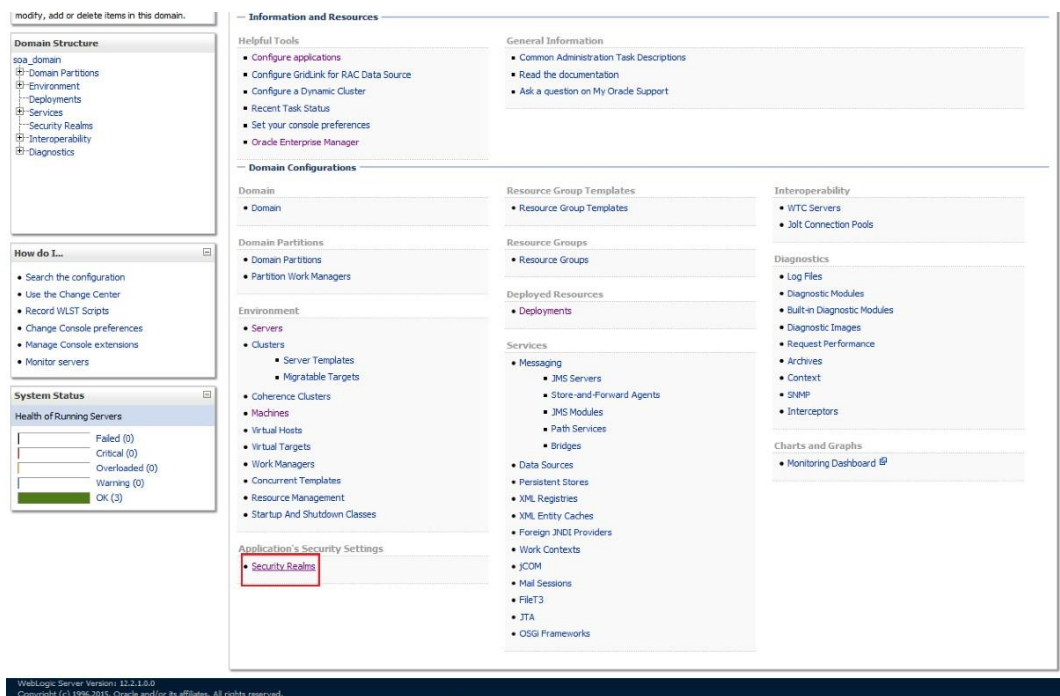 modify, add or delete items in this domain.
Domain Structure
soa_domain
Domain Partitions
Environment
Deployments
Services
Security Realms
Interoperability
Diagnostics
How do I...
Search the configuration
Use the Change Center
Record WLST Scripts
Change Console preferences
Manage Console extensions
Monitor servers
System Status
Health of Running Servers
Failed (0)
Critical (0)
Overloaded (0)
Warning (0)
OK (3)
Information and Resources
Helpful Tools
Configure applications
Configure GridLink for RAC Data Source
Configure a Dynamic Cluster
Recent Task Status
Set your console preferences
Oracle Enterprise Manager
General Information
Common Administration Task Descriptions
Read the documentation
Ask a question on My Oracle Support
Domain Configurations
Domain
Domain
Domain Partitions
Domain Partitions
Partition Work Managers
Environment
Servers
Clusters
Server Templates
Migratable Targets
Coherence Clusters
Machines
Virtual Hosts
Virtual Targets
Work Managers
Concurrent Templates
Resource Management
Startup And Shutdown Classes
Application's Security Settings
Security Realms
Resource Group Templates
Resource Group Templates
Resource Groups
Resource Groups
Deployed Resources
Deployments
Services
Messaging
JMS Servers
Store-and-Forward Agents
JMS Modules
Path Services
Bridges
Data Sources
Persistent Stores
XML Registries
XML Entity Caches
Foreign JNDI Providers
Work Contexts
jCOM
Mail Sessions
FileT3
JTA
OSGi Frameworks
Interoperability
WTC Servers
Jolt Connection Pools
Diagnostics
Log Files
Diagnostic Modules
Built-in Diagnostic Modules
Diagnostic Images
Request Performance
Archives
Context
SNMP
Interceptors
Charts and Graphs
Monitoring Dashboard
WebLogic Server Version: 12.2.1.0.0
Copyright (c) 1996,2015, Oracle and/or its affiliates. All rights reserved.